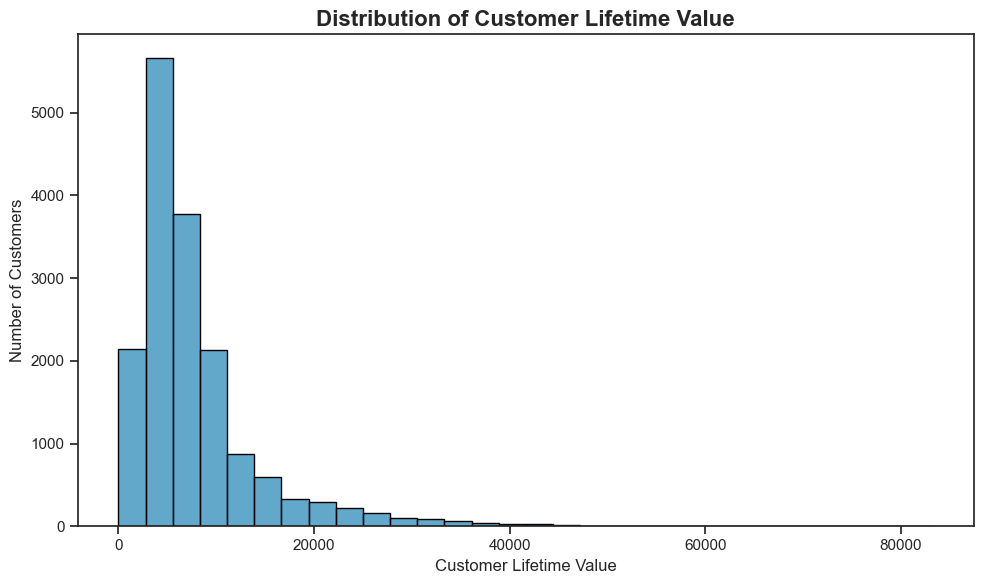 Distribution of Customer Lifetime Value
Number of Customers
5000
4000
3000
2000
1000
0
0 20000 40000 60000 80000
Customer Lifetime Value